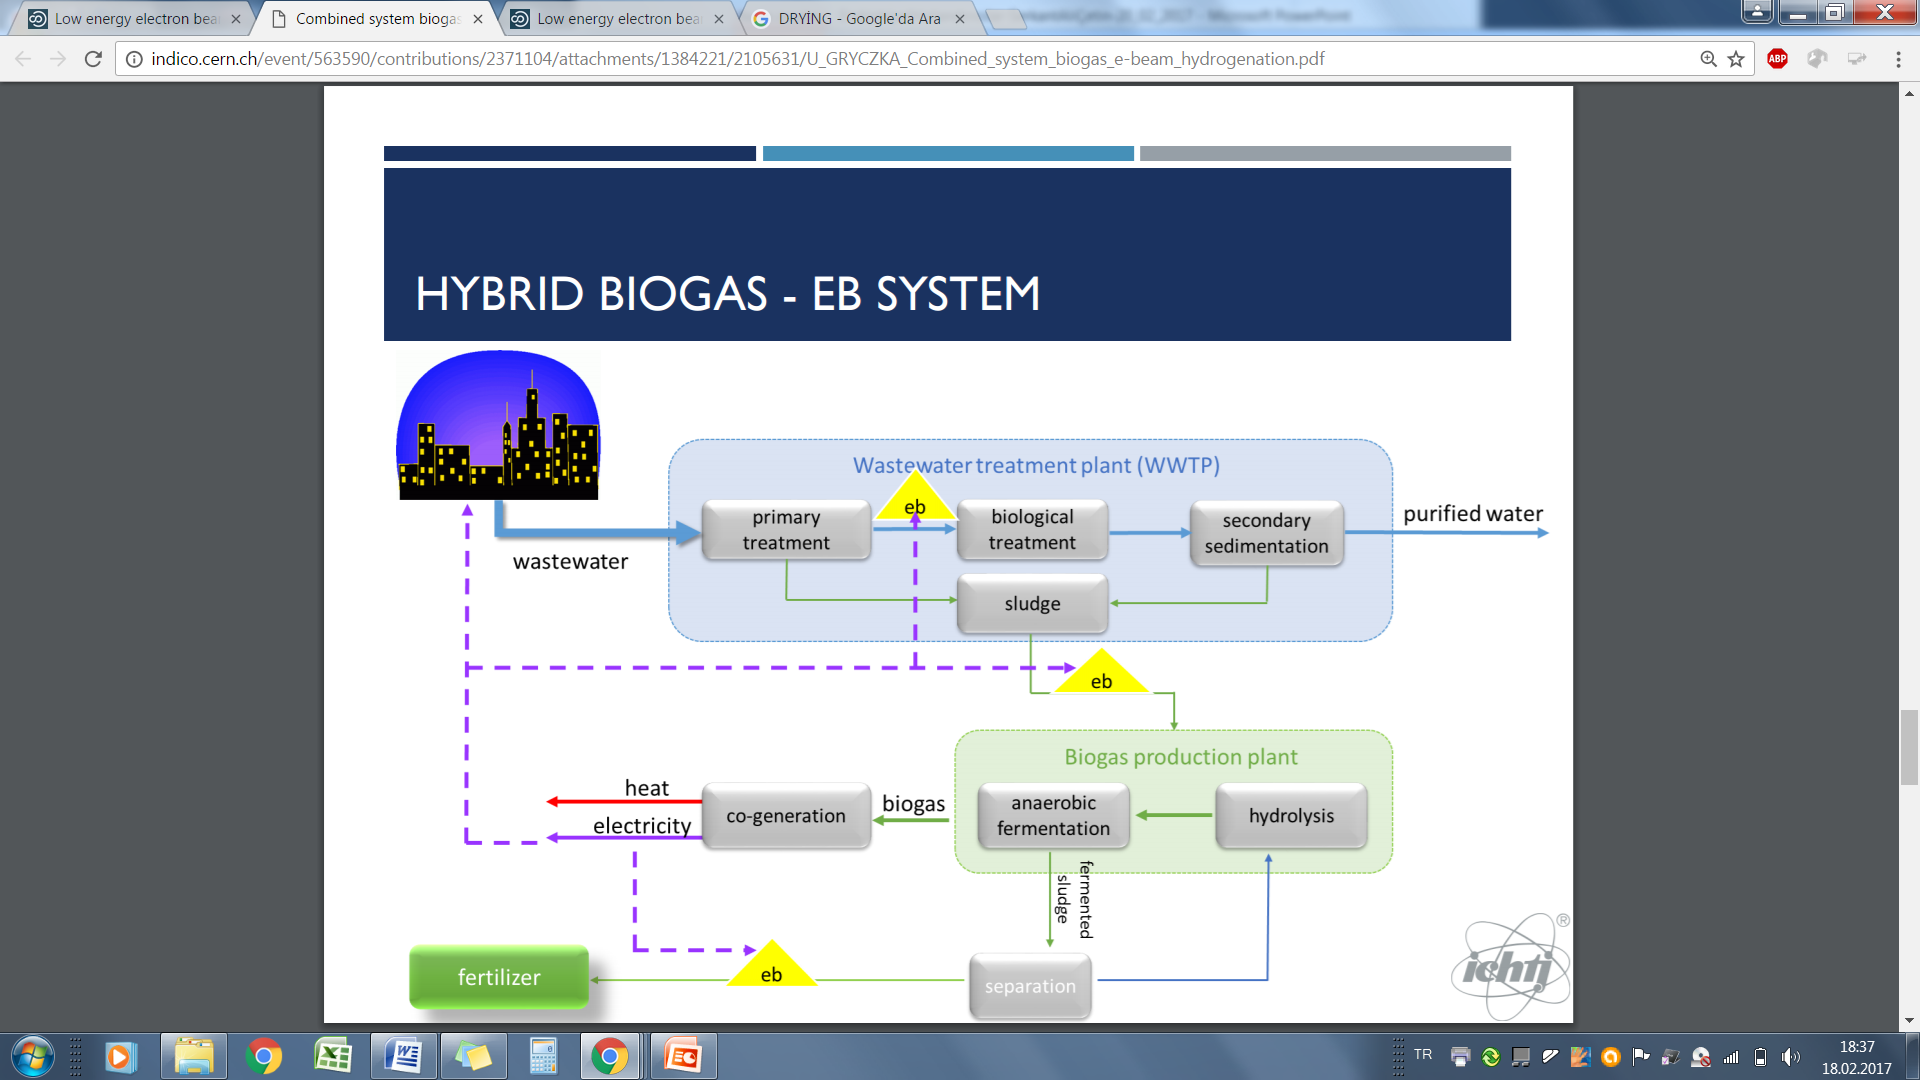 Low energy electron bea
Combined system biogas
Low energy electron bea
DRYİNG - Google'da Ara
indico.cern.ch/event/563590/contributions/2371104/attachments/1384221/2105631/U_GRYCZKA_Combined_system_biogas_e-beam_hydrogenation.pdf
ABP
HYBRID BIOGAS - EB SYSTEM
Wastewater treatment plant (WWTP)
eb
primary
treatment
biological
treatment
secondary
sedimentation
purified water
wastewater
sludge
eb
Biogas production plant
heat
electricity
co-generation
biogas
anaerobic
fermentation
hydrolysis
fermented
sludge
fertilizer
eb
separation
ichtj
®
TR
18:37
18.02.2017